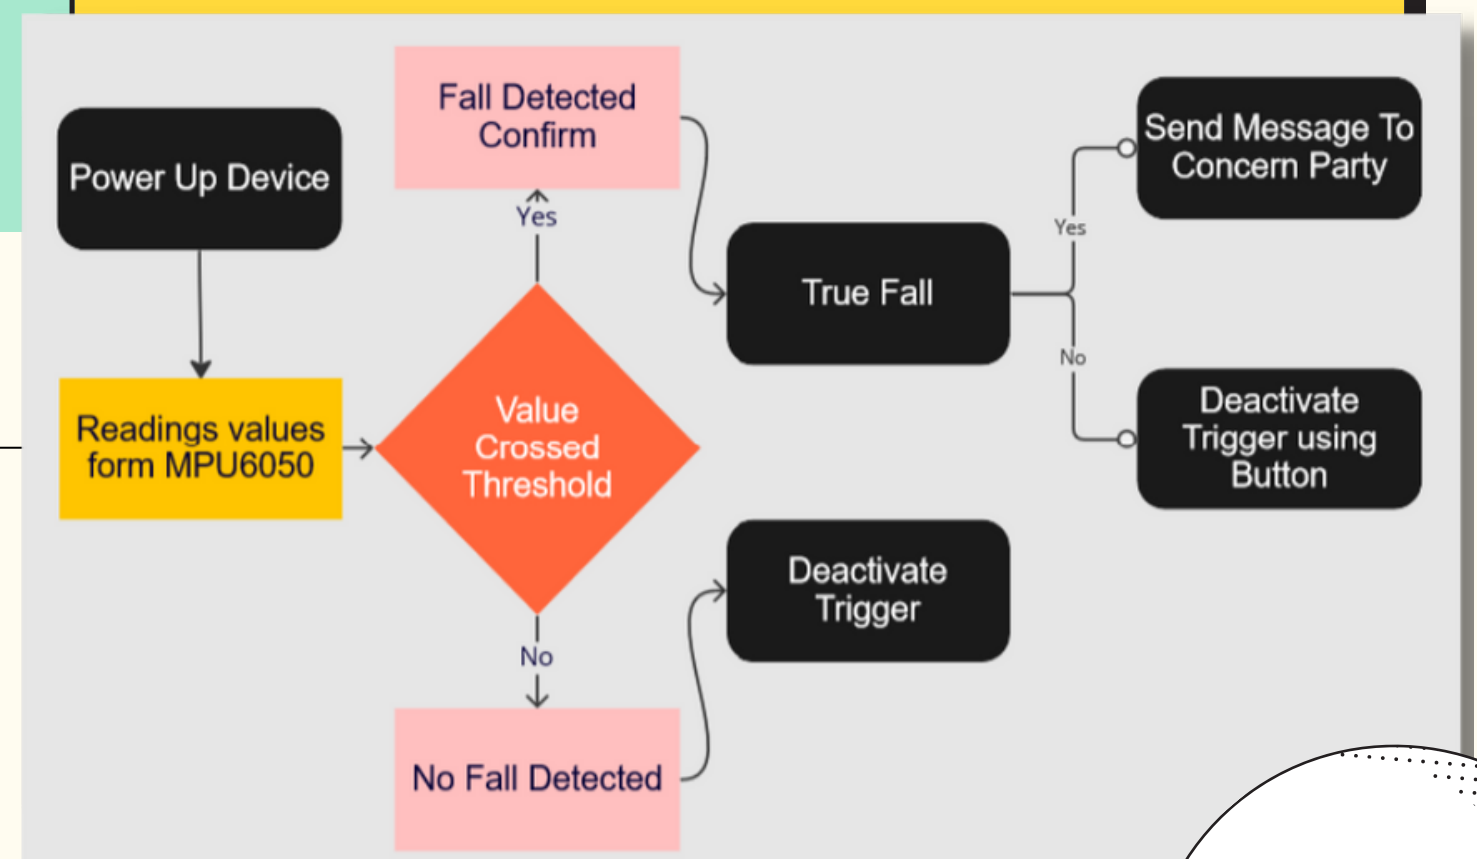 Power Up Device
Readings values
form MPU6050
Value
Crossed
Threshold
Yes
Fall Detected
Confirm
No
No Fall Detected
True Fall
Yes
Send Message To
Concern Party
No
Deactivate
Trigger using
Button
Deactivate
Trigger